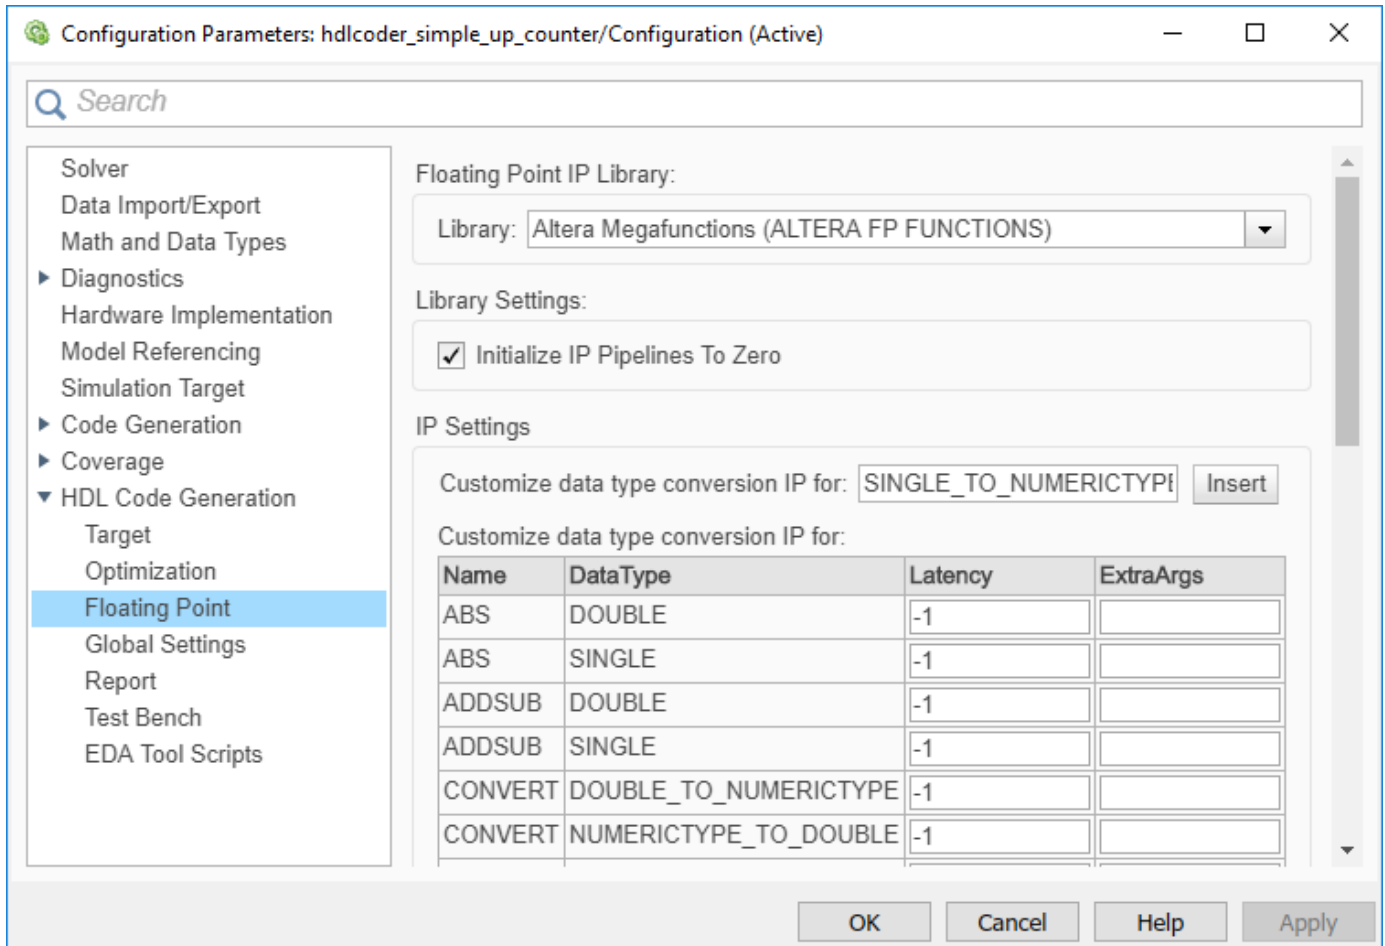 Configuration Parameters: hdlcoder_simple_up_counter/Configuration (Active)
Search
Solver
Data Import/Export
Math and Data Types
Diagnostics
Hardware Implementation
Model Referencing
Simulation Target
Code Generation
Coverage
HDL Code Generation
Target
Optimization
Floating Point
Global Settings
Report
Test Bench
EDA Tool Scripts
Floating Point IP Library:
Library: Altera Megafunctions (ALTERA FP FUNCTIONS)
Library Settings:
Initialize IP Pipelines To Zero
IP Settings
Customize data type conversion IP for: SINGLE_TO_NUMERICTYPE Insert
Customize data type conversion IP for:
Name DataType Latency ExtraArgs
ABS DOUBLE -1
ABS SINGLE -1
ADDSUB DOUBLE -1
ADDSUB SINGLE -1
CONVERT DOUBLE_TO_NUMERICTYPE -1
CONVERT NUMERICTYPE_TO_DOUBLE -1
OK Cancel Help Apply